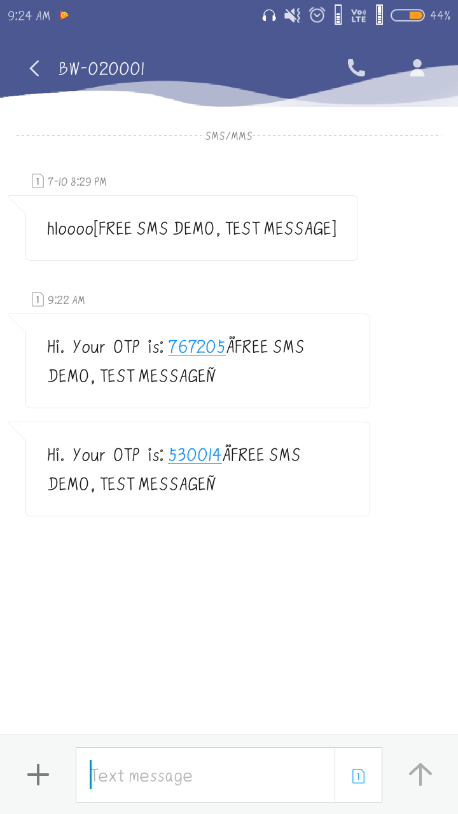 9:24 AM
Vo))
LTE
44%
BW-020001
SMS/MMS
1 7-10 8:29 PM
hloooo[FREE SMS DEMO, TEST MESSAGE]
1 9:22 AM
Hi. Your OTP is: 767205ÄFREE SMS
DEMO, TEST MESSAGEÑ
Hi. Your OTP is: 530014ÄFREE SMS
DEMO, TEST MESSAGEÑ
Text message
1